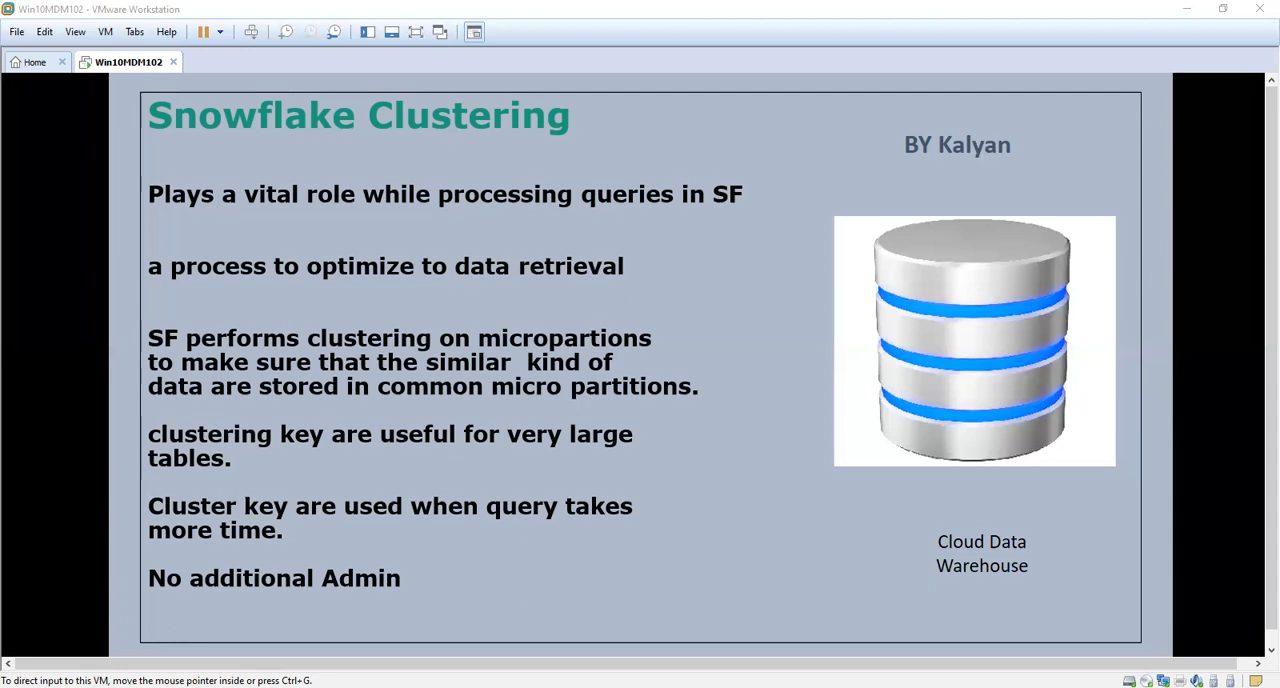 Win10MDM102 - VMware Workstation
File Edit View VM Tabs Help
Home
Win10MDM102
Snowflake Clustering
BY Kalyan
Plays a vital role while processing queries in SF
a process to optimize to data retrieval
SF performs clustering on micropartions
to make sure that the similar kind of
data are stored in common micro partitions.
clustering key are useful for very large
tables.
Cluster key are used when query takes
more time.
No additional Admin
Cloud Data
Warehouse
To direct input to this VM, move the mouse pointer inside or press Ctrl+G.